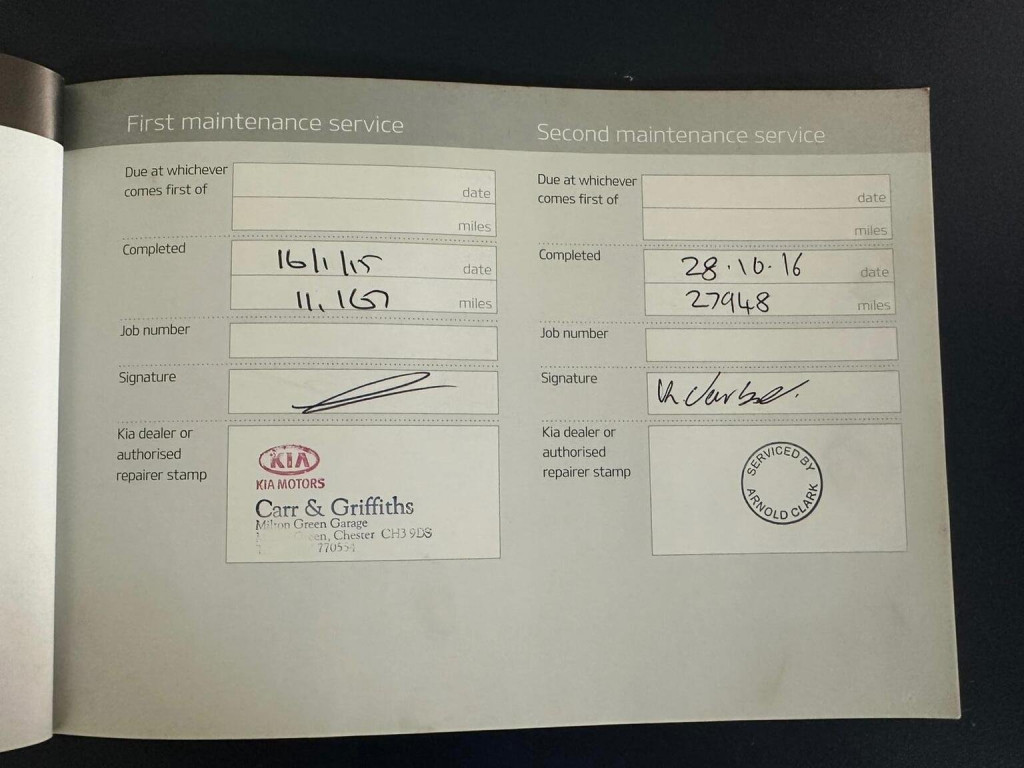 First maintenance service
Due at whichever
comes first of
date
miles
Completed
16/1/15
date
11,167
miles
Job number
Signature
Kia dealer or
authorised
repairer stamp
KIA
KIA MOTORS
Carr & Griffiths
Milton Green Garage
Chester CH3 9DS
Second maintenance service
Due at whichever
comes first of
date
miles
Completed
28.10.16
date
27948
miles
Job number
Signature
Kia dealer or
authorised
repairer stamp
SERVICED BY
ARNOLD CLARK